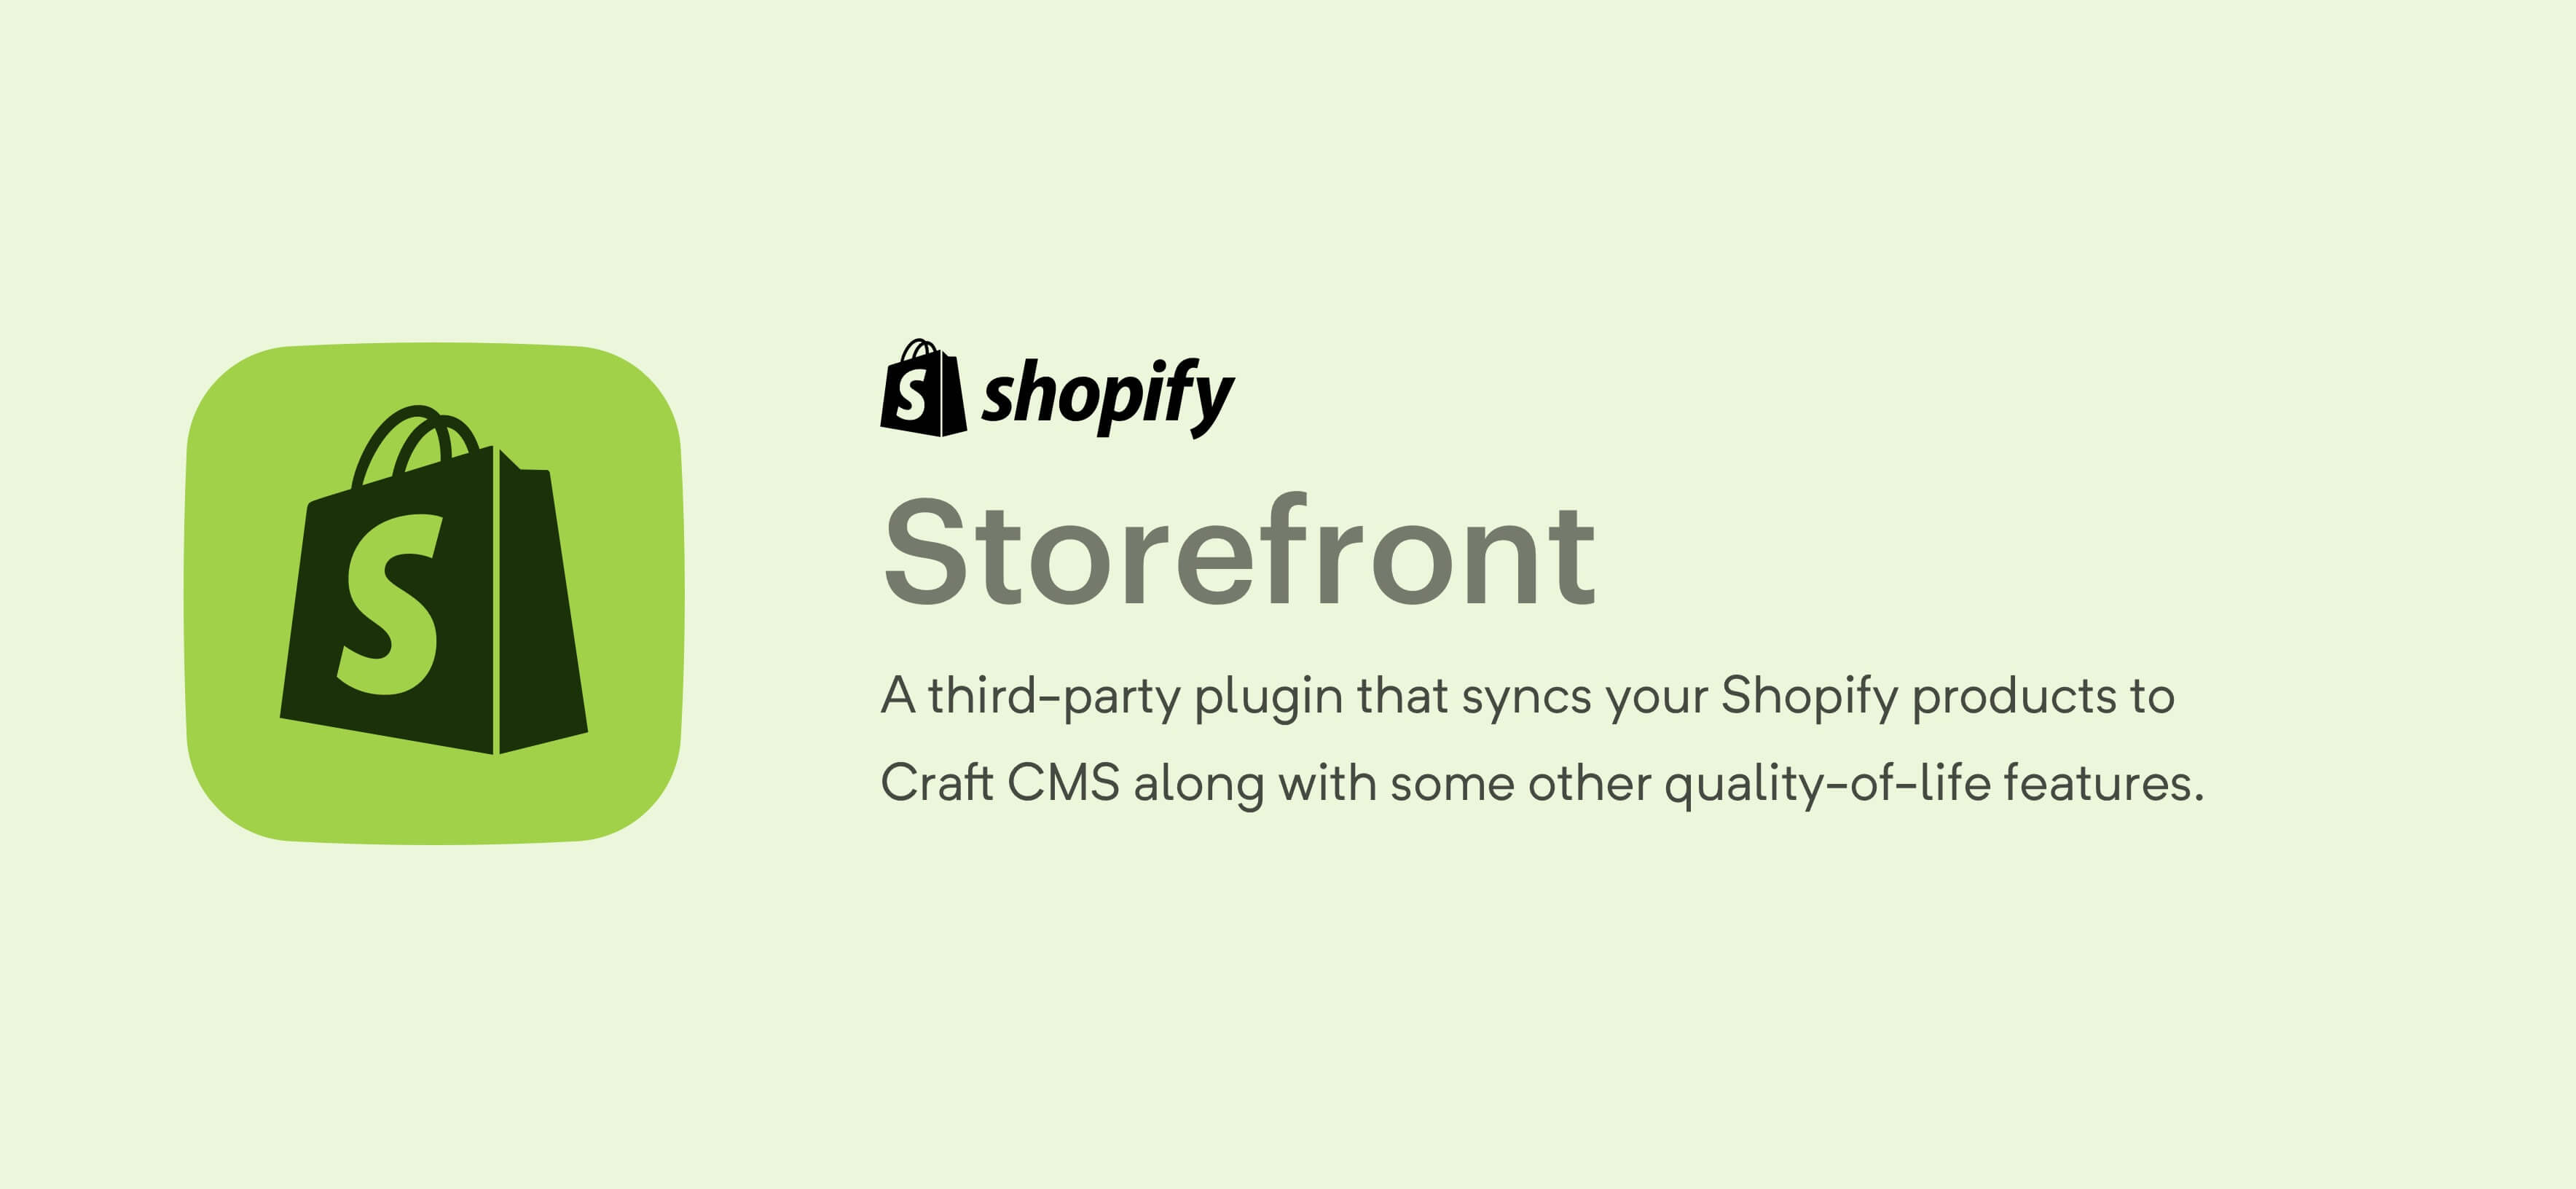 S
S shopify
Storefront
A third-party plugin that syncs your Shopify products to
Craft CMS along with some other quality-of-life features.